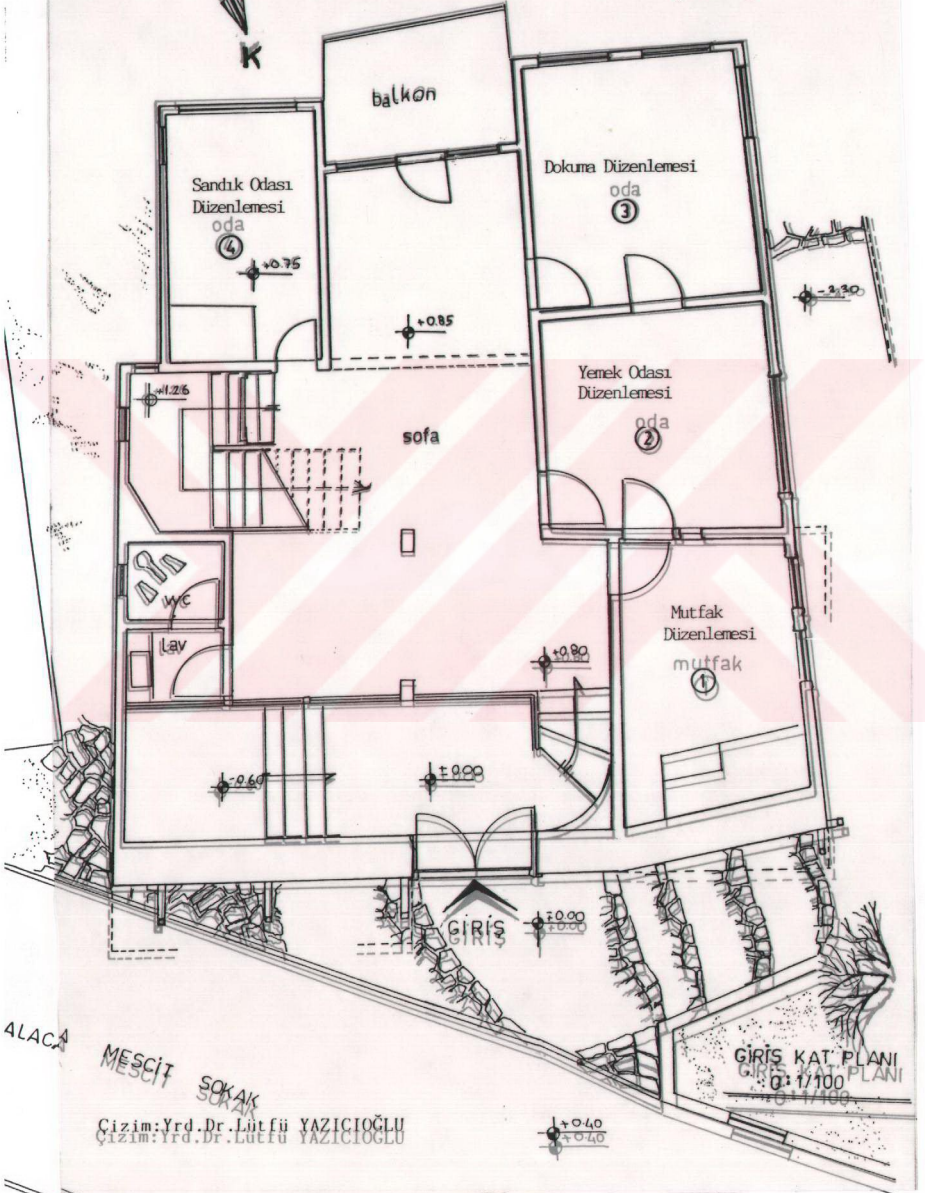 K
balkon
Sandık Odası
Düzenlemesi
oda
4
+0.75
Dokuma Düzenlemesi
oda
3
-2.30
+0.85
Yemek Odası
Düzenlemesi
oda
2
+1.26
sofa
wc
Lav
+0.80
Mutfak
Düzenlemesi
mutfak
1
-0.60
±0.00
GİRİŞ
±0.00
ALACA
MESCİT SOKAK
GİRİŞ KAT PLANI
Ö:1/100
Çizim:Yrd.Dr.Lütfü YAZICIOĞLU
+0.40